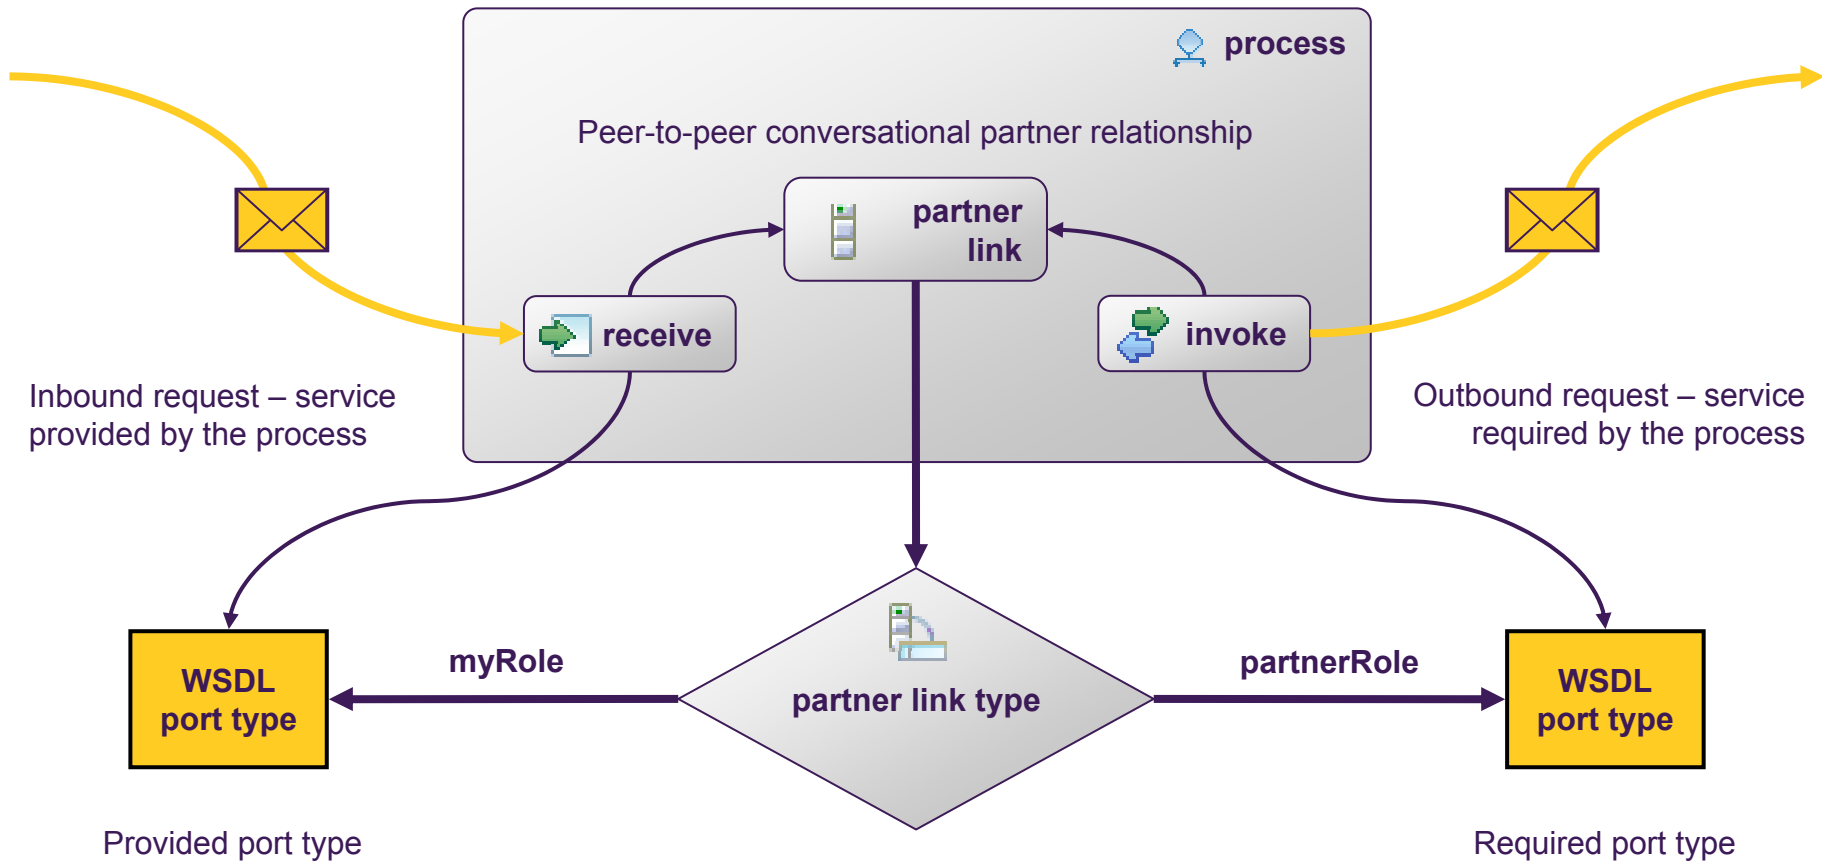 process
Peer-to-peer conversational partner relationship
partner
link
receive
invoke
Inbound request – service
provided by the process
Outbound request – service
required by the process
myRole
partnerRole
WSDL
port type
partner link type
WSDL
port type
Provided port type
Required port type